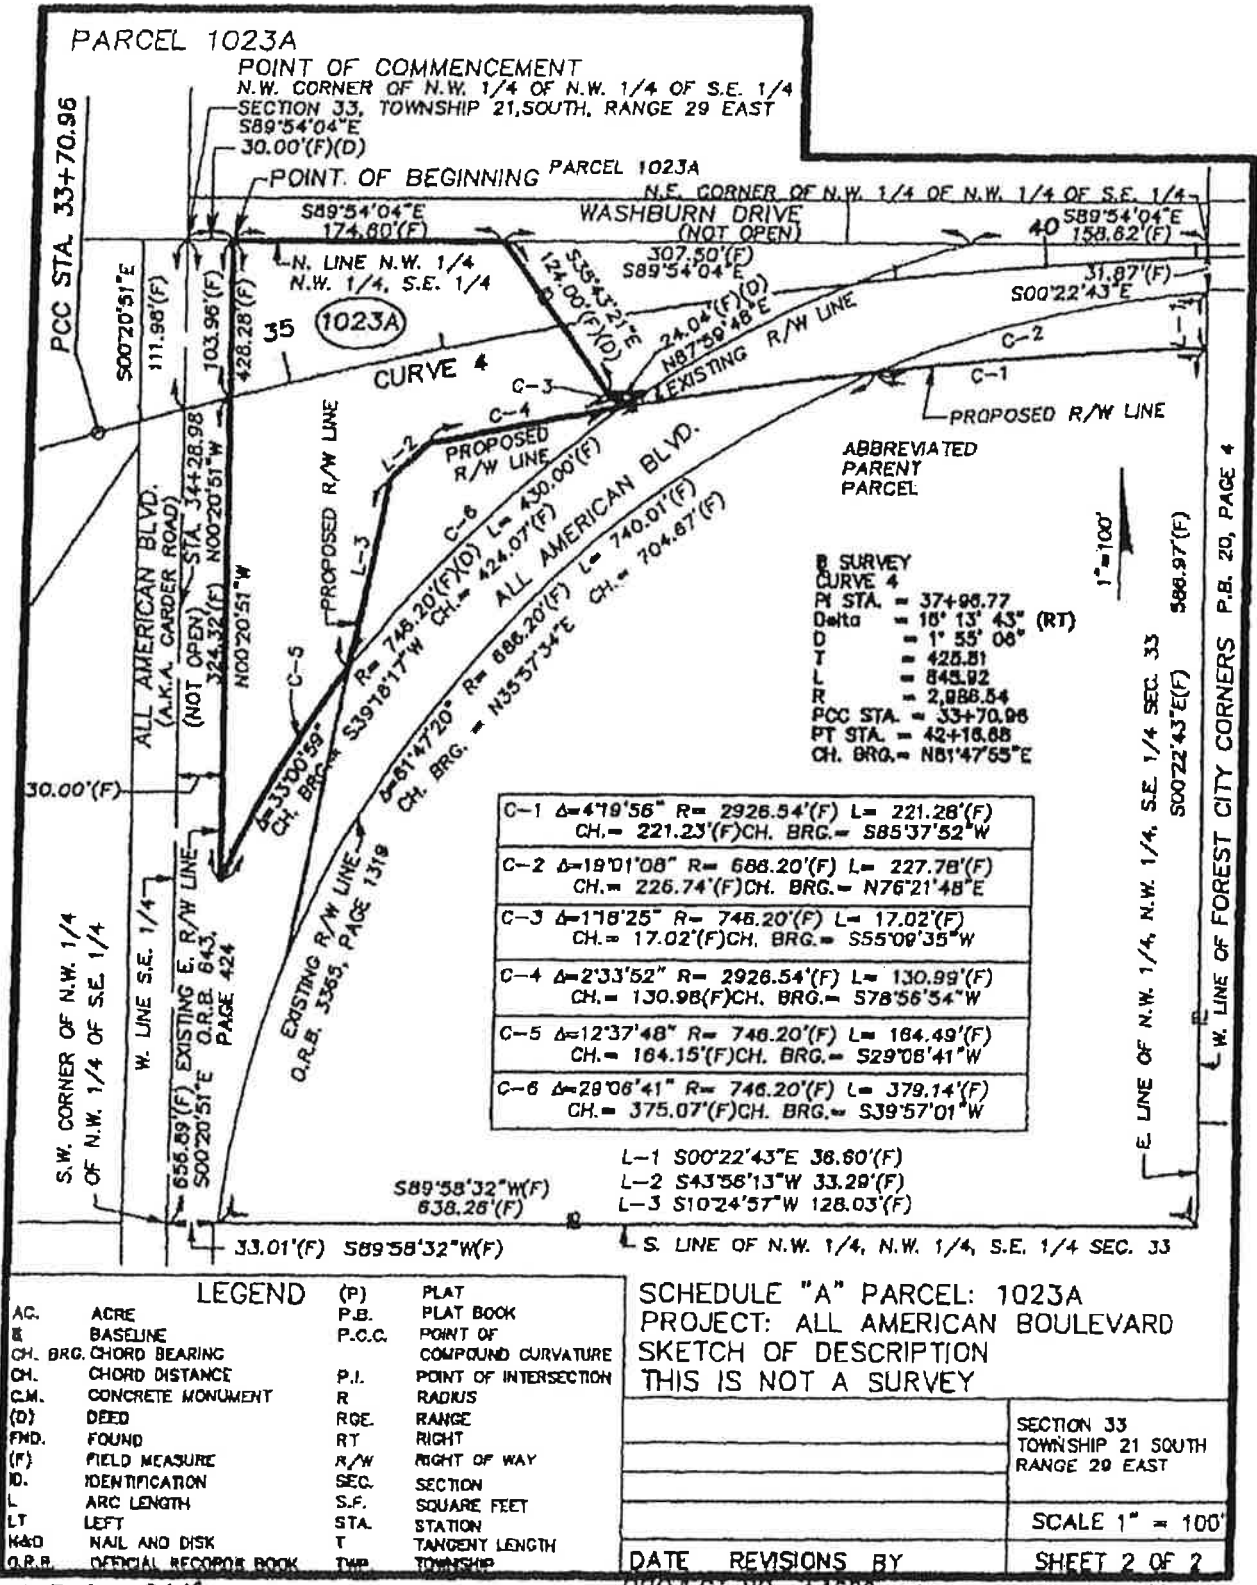 PARCEL 1023A
POINT OF COMMENCEMENT
N.W. CORNER OF N.W. 1/4 OF N.W. 1/4 OF S.E. 1/4
SECTION 33, TOWNSHIP 21,SOUTH, RANGE 29 EAST
S89°54'04"E
30.00'(F)(D)
POINT OF BEGINNING PARCEL 1023A
N.E. CORNER OF N.W. 1/4 OF N.W. 1/4 OF S.E. 1/4
PCC STA. 33+70.96
S89°54'04"E
174.60'(F)
WASHBURN DRIVE
(NOT OPEN)
307.50'(F)
S89°54'04"E
40
S89°54'04"E
158.62'(F)
N. LINE N.W. 1/4
N.W. 1/4, S.E. 1/4
31.87'(F)
S00°22'43"E
S00°20'51"E
111.98'(F)
103.96'(F)
428.28'(F)
35
1023A
CURVE 4
S35°43'21"E
124.00'(F)(D)
24.04'(F)(D)
N87°59'48"E
EXISTING R/W LINE
C-3
C-4
C-2
C-1
L-1
PROPOSED R/W LINE
PROPOSED
R/W LINE
L-2
PROPOSED R/W LINE
L-3
ABBREVIATED
PARENT
PARCEL
ALL AMERICAN BLVD.
(A.K.A. CARDER ROAD)
(NOT OPEN)
STA. 34+28.98
324.32'(F) N00°20'51"W
N00°20'51"W
C-6
C-5
Δ=33°00'59" R= 746.20'(F)(D) L= 430.00'(F)
CH. BRG.= S39°18'17"W CH.= 424.07'(F)
ALL AMERICAN BLVD.
Δ=61°47'20" R= 686.20'(F) L= 740.01'(F)
CH. BRG. = N35°57'34"E CH.= 704.67'(F)
1"=100'
B SURVEY
CURVE 4
PI STA. = 37+96.77
Delta = 16° 13' 43" (RT)
D = 1° 55' 06"
T = 425.81
L = 845.92
R = 2,986.54
PCC STA. = 33+70.96
PT STA. = 42+16.88
CH. BRG.= N81°47'55"E
30.00'(F)
C-1 Δ=4°19'56" R= 2926.54'(F) L= 221.28'(F)
CH.= 221.23'(F)CH. BRG.= S85°37'52"W
C-2 Δ=19°01'08" R= 686.20'(F) L= 227.78'(F)
CH.= 226.74'(F)CH. BRG.= N76°21'48"E
C-3 Δ=1°18'25" R= 746.20'(F) L= 17.02'(F)
CH.= 17.02'(F)CH. BRG.= S55°09'35"W
C-4 Δ=2°33'52" R= 2926.54'(F) L= 130.99'(F)
CH.= 130.98(F)CH. BRG.= S78°56'54"W
C-5 Δ=12°37'48" R= 746.20'(F) L= 164.49'(F)
CH.= 164.15'(F)CH. BRG.= S29°06'41"W
C-6 Δ=29°06'41" R= 746.20'(F) L= 379.14'(F)
CH.= 375.07'(F)CH. BRG.= S39°57'01"W
L-1 S00°22'43"E 36.60'(F)
L-2 S43°56'13"W 33.29'(F)
L-3 S10°24'57"W 128.03'(F)
S.W. CORNER OF N.W. 1/4
OF N.W. 1/4 OF S.E. 1/4
W. LINE S.E. 1/4
656.89'(F) EXISTING E. R/W LINE
S00°20'51"E O.R.B. 643,
PAGE 424
EXISTING R/W LINE
O.R.B. 3365, PAGE 1319
E. LINE OF N.W. 1/4, N.W. 1/4, S.E. 1/4 SEC. 33
S00°22'43"E(F) 586.97'(F)
W. LINE OF FOREST CITY CORNERS P.B. 20, PAGE 4
S89°58'32"W(F)
638.26'(F)
33.01'(F) S89°58'32"W(F)
S. LINE OF N.W. 1/4, N.W. 1/4, S.E. 1/4 SEC. 33
LEGEND
AC. ACRE
B BASELINE
CH. BRG. CHORD BEARING
CH. CHORD DISTANCE
C.M. CONCRETE MONUMENT
(D) DEED
FND. FOUND
(F) FIELD MEASURE
ID. IDENTIFICATION
L ARC LENGTH
LT LEFT
N&D NAIL AND DISK
O.R.B. OFFICIAL RECORDS BOOK
(P) PLAT
P.B. PLAT BOOK
P.C.C. POINT OF
COMPOUND CURVATURE
P.I. POINT OF INTERSECTION
R RADIUS
RGE. RANGE
RT RIGHT
R/W RIGHT OF WAY
SEC. SECTION
S.F. SQUARE FEET
STA. STATION
T TANGENT LENGTH
TWP. TOWNSHIP
SCHEDULE "A" PARCEL: 1023A
PROJECT: ALL AMERICAN BOULEVARD
SKETCH OF DESCRIPTION
THIS IS NOT A SURVEY
SECTION 33
TOWNSHIP 21 SOUTH
RANGE 29 EAST
SCALE 1" = 100'
DATE REVISIONS BY
SHEET 2 OF 2